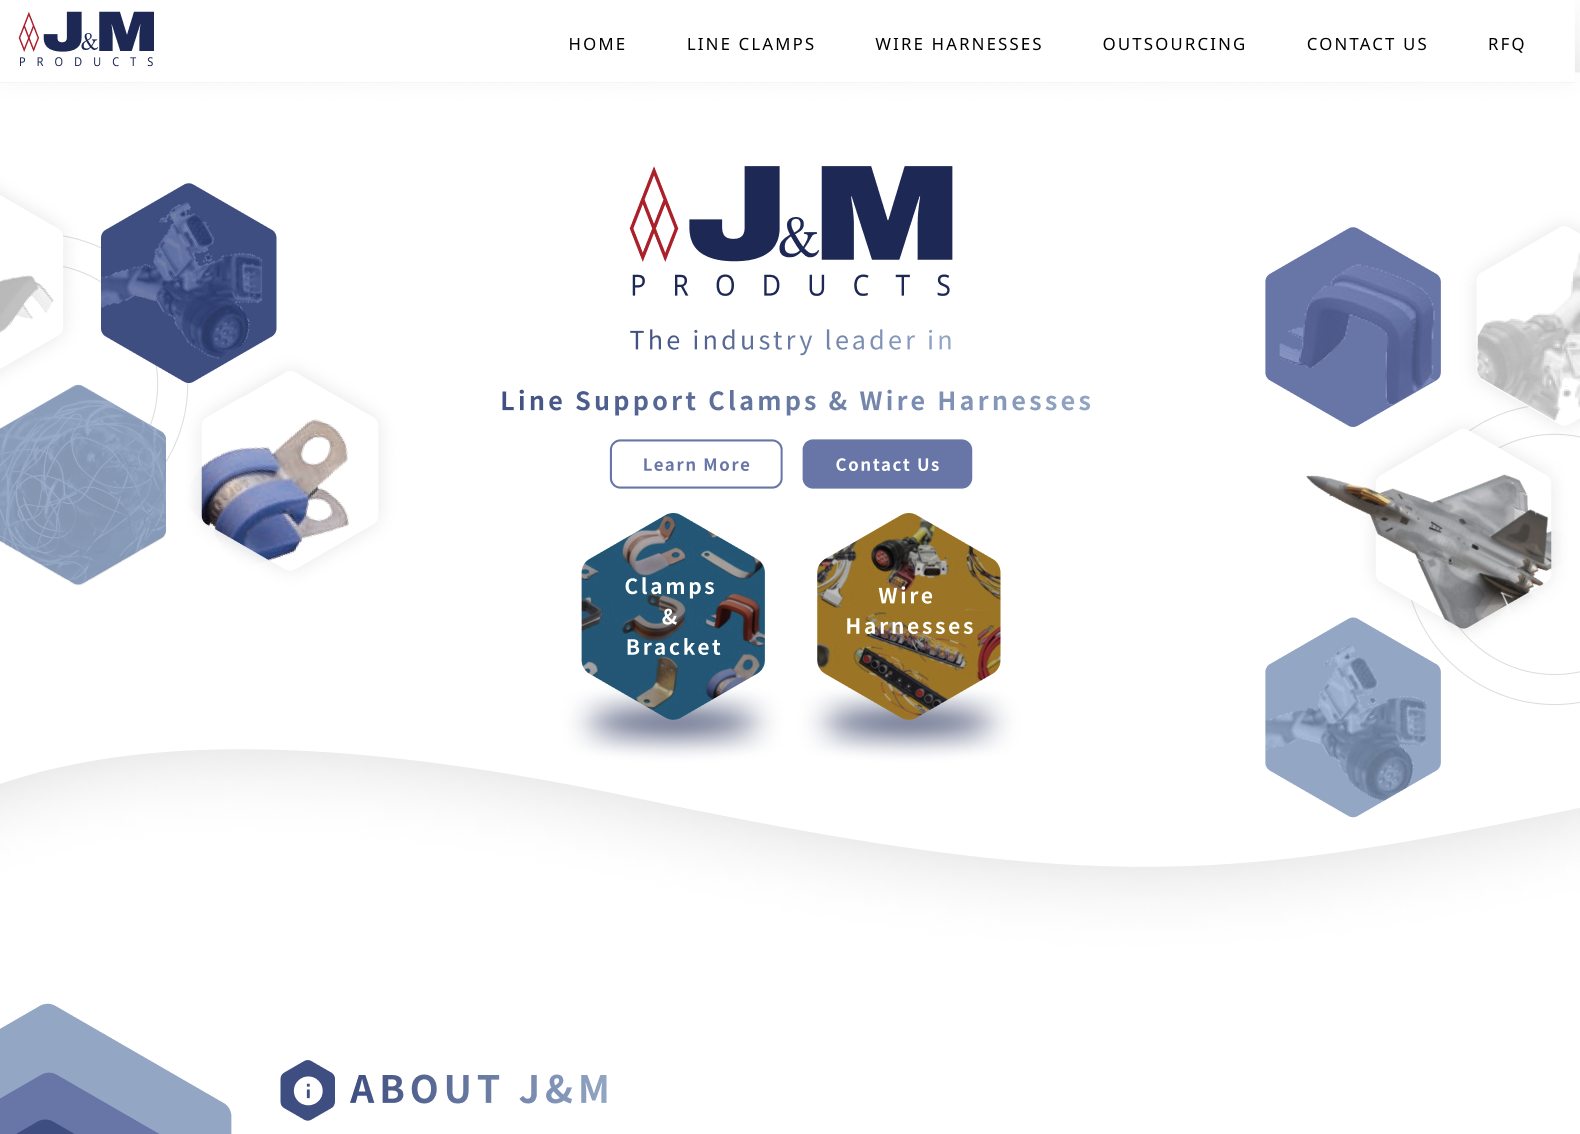 J&M
PRODUCTS
HOME
LINE CLAMPS
WIRE HARNESSES
OUTSOURCING
CONTACT US
RFQ
J&M
PRODUCTS
The industry leader in
Line Support Clamps & Wire Harnesses
Learn More
Contact Us
Clamps
&
Bracket
Wire
Harnesses
ABOUT J&M